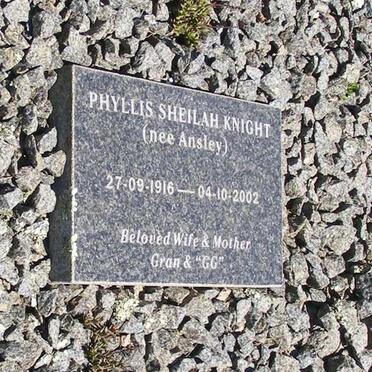 PHYLLIS SHEILAH KNIGHT
(nee Ansley)
27-09-1916 — 04-10-2002
Beloved Wife & Mother
Gran & "GG"